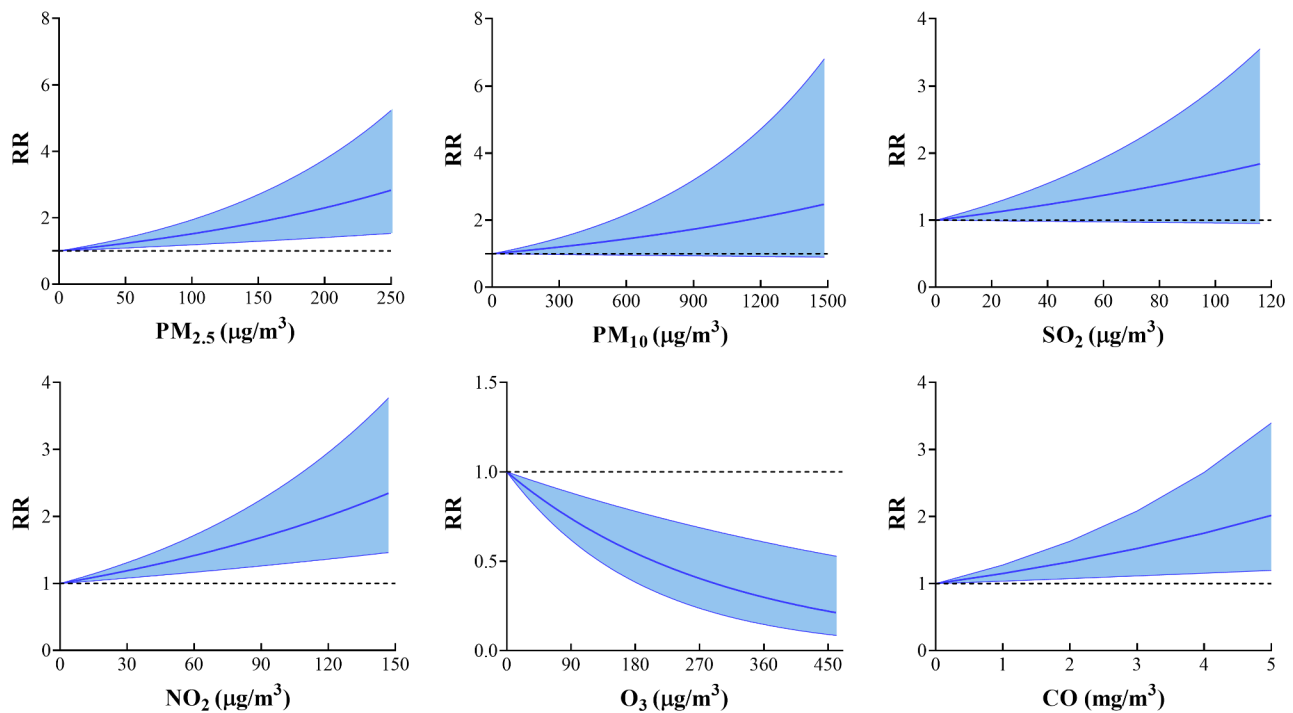 8
6
4
2
0
RR
0 50 100 150 200 250
PM2.5 (μg/m3)
8
6
4
2
0
RR
0 300 600 900 1200 1500
PM10 (μg/m3)
4
3
2
1
0
RR
0 20 40 60 80 100 120
SO2 (μg/m3)
4
3
2
1
0
RR
0 30 60 90 120 150
NO2 (μg/m3)
1.5
1.0
0.5
0.0
RR
0 90 180 270 360 450
O3 (μg/m3)
4
3
2
1
0
RR
0 1 2 3 4 5
CO (mg/m3)